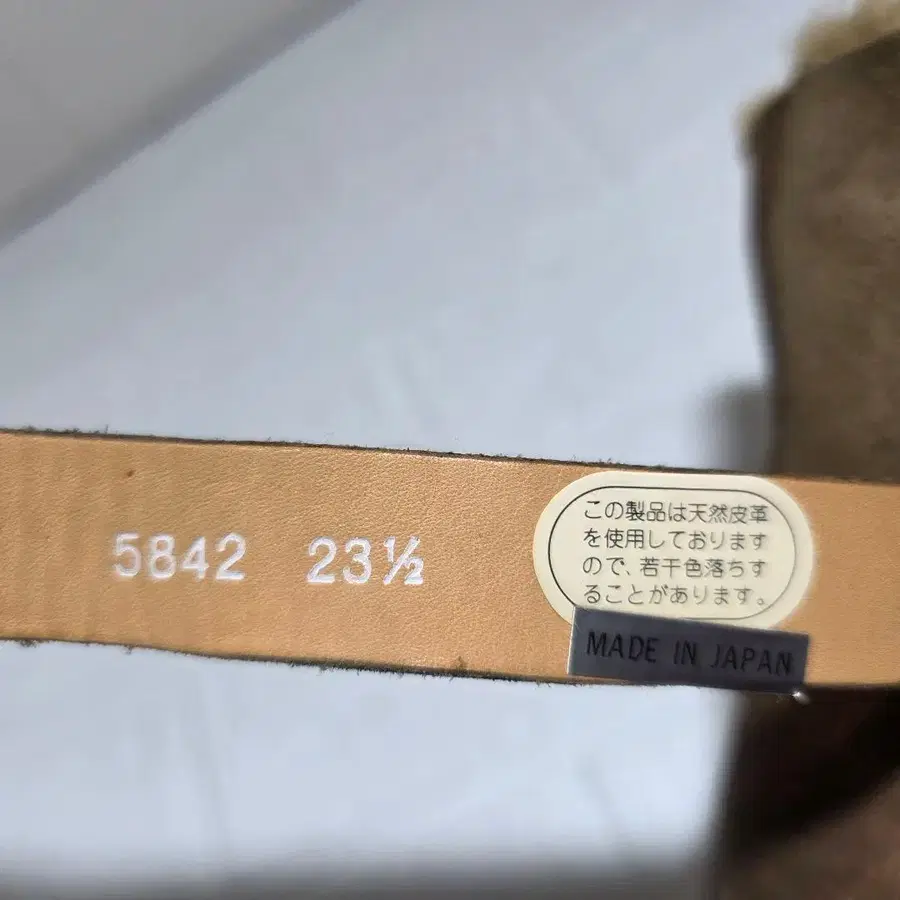 5842 23½
この製品は天然皮革
を使用しております
ので、若干色落ちす
ることがあります。
MADE IN JAPAN